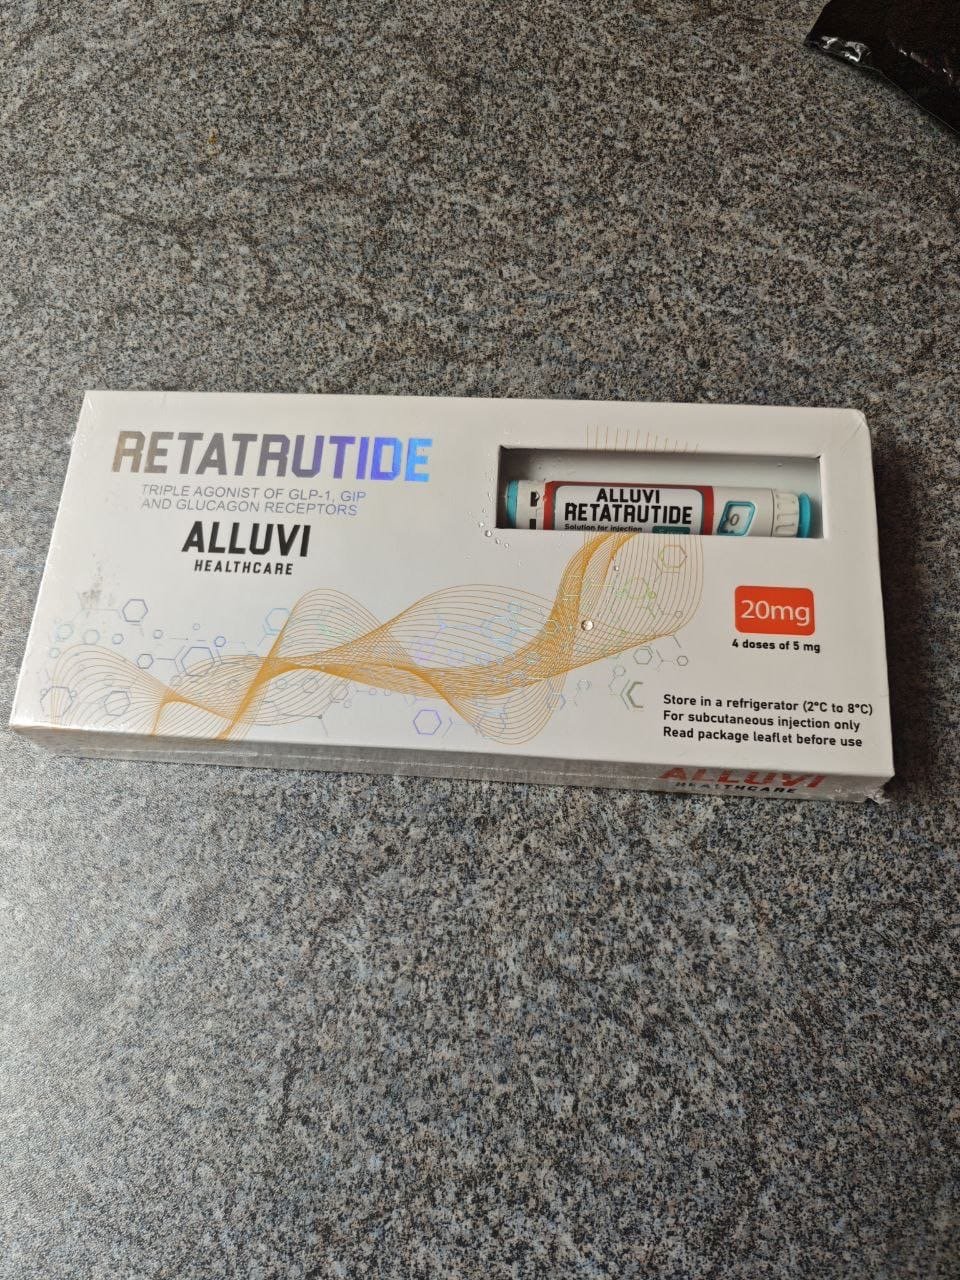 RETATRUTIDE
TRIPLE AGONIST OF GLP-1, GIP
AND GLUCAGON RECEPTORS
ALLUVI
HEALTHCARE
ALLUVI
RETATRUTIDE
Solution for injection
20mg
4 doses of 5 mg
Store in a refrigerator (2°C to 8°C)
For subcutaneous injection only
Read package leaflet before use
ALLUVI
HEALTHCARE